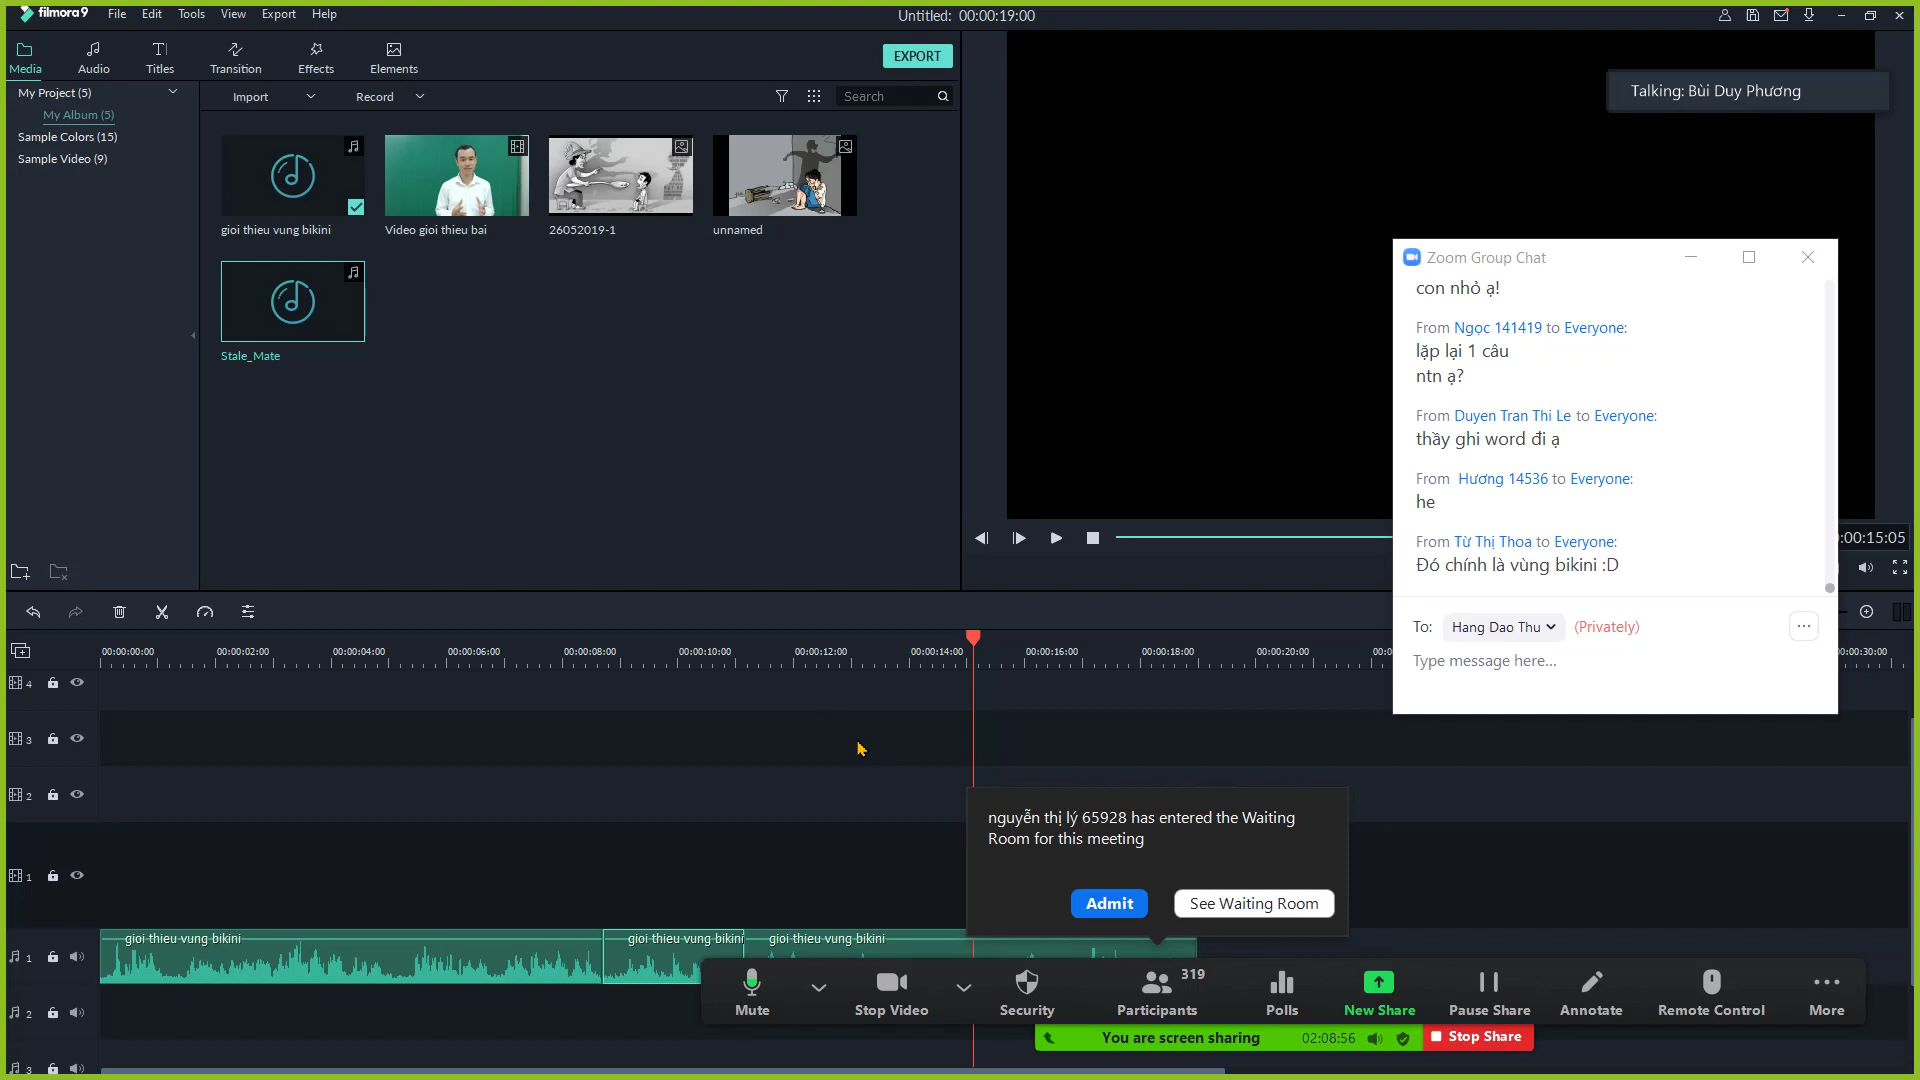 filmora9 File Edit Tools View Export Help
Untitled: 00:00:19:00
Media Audio Titles Transition Effects Elements
EXPORT
Talking: Bùi Duy Phương
My Project (5)
My Album (5)
Sample Colors (15)
Sample Video (9)
Import Record Search
gioi thieu vung bikini
Video gioi thieu bai
26052019-1
unnamed
Stale_Mate
Zoom Group Chat
con nhỏ ạ!
From Ngọc 141419 to Everyone:
lặp lại 1 câu
ntn ạ?
From Duyen Tran Thi Le to Everyone:
thầy ghi word đi ạ
From Hương 14536 to Everyone:
he
From Từ Thị Thoa to Everyone:
Đó chính là vùng bikini :D
To: Hang Dao Thu (Privately)
Type message here...
:00:15:05
00:00:00:00 00:00:02:00 00:00:04:00 00:00:06:00 00:00:08:00 00:00:10:00 00:00:12:00 00:00:14:00 00:00:16:00 00:00:18:00 00:00:20:00 00:00 0:00:30:00
4
3
2
1
nguyễn thị lý 65928 has entered the Waiting
Room for this meeting
Admit See Waiting Room
gioi thieu vung bikini gioi thieu vung bikini gioi thieu vung bikini
1
2
3
319
Mute Stop Video Security Participants Polls New Share Pause Share Annotate Remote Control More
You are screen sharing 02:08:56 Stop Share